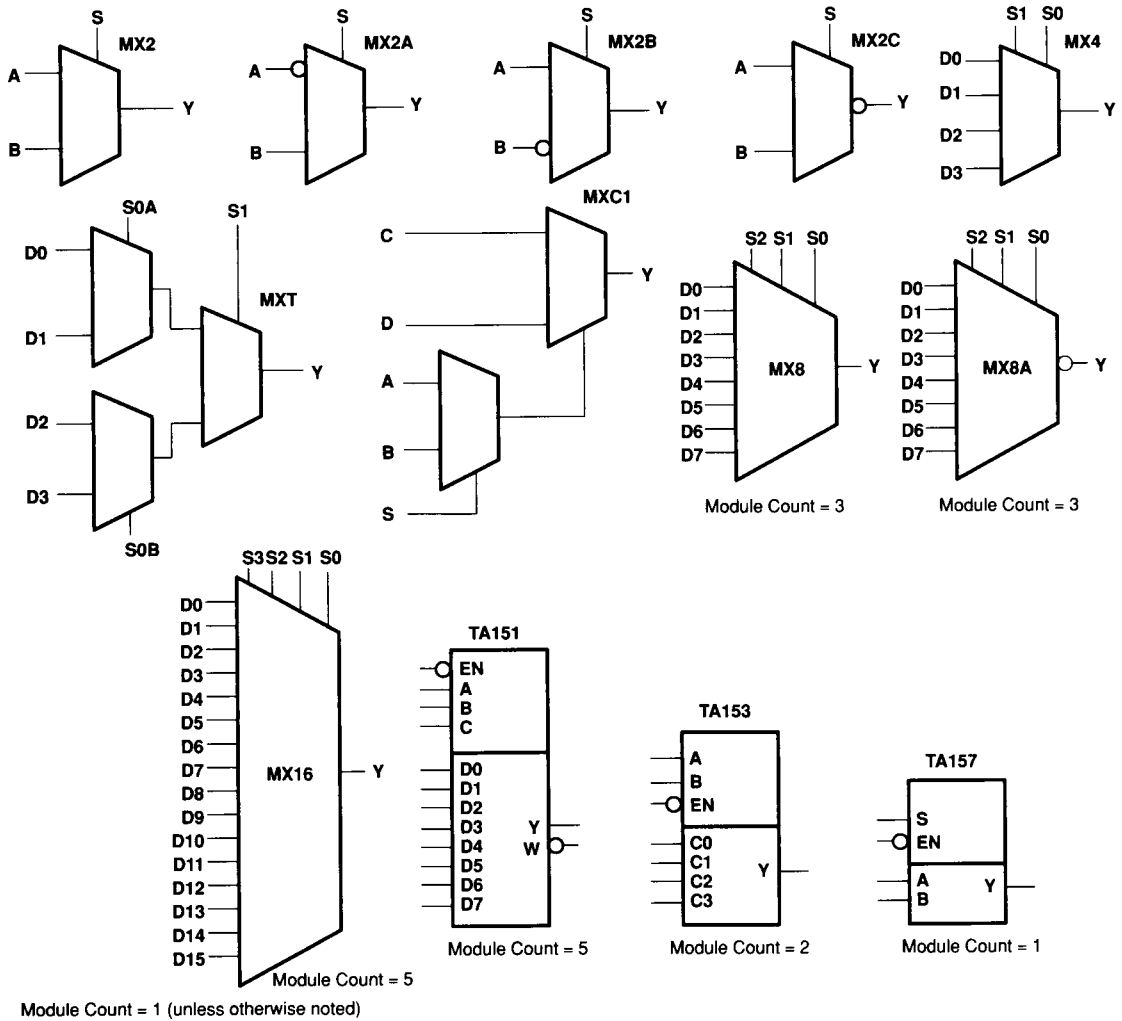 S
MX2
A
B
Y
S
MX2A
A
B
Y
S
MX2B
A
B
Y
S
MX2C
A
B
Y
S1 S0
MX4
D0
D1
D2
D3
Y
S0A
S1
D0
D1
MXT
Y
D2
D3
S0B
MXC1
C
D
Y
A
B
S
S2 S1 S0
D0
D1
D2
D3
D4
D5
D6
D7
MX8
Y
Module Count = 3
S2 S1 S0
D0
D1
D2
D3
D4
D5
D6
D7
MX8A
Y
Module Count = 3
S3 S2 S1 S0
D0
D1
D2
D3
D4
D5
D6
D7
D8
D9
D10
D11
D12
D13
D14
D15
MX16
Y
Module Count = 5
TA151
EN
A
B
C
D0
D1
D2
D3
D4
D5
D6
D7
Y
W
Module Count = 5
TA153
A
B
EN
C0
C1
C2
C3
Y
Module Count = 2
TA157
S
EN
A
B
Y
Module Count = 1
Module Count = 1 (unless otherwise noted)